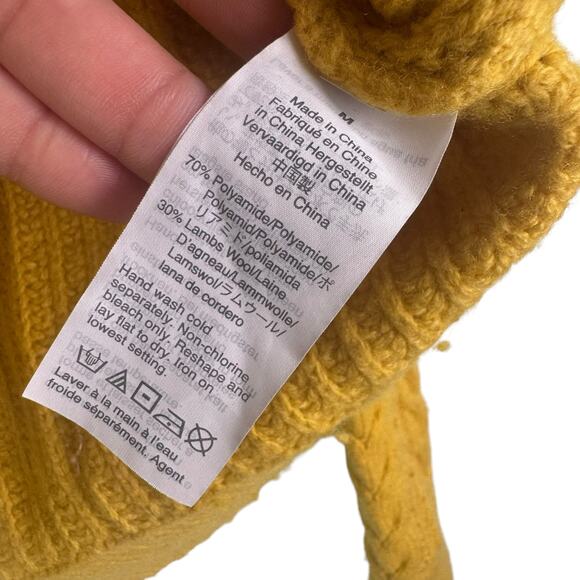 M
Made in China
Fabriqué en Chine
in China Hergestellt
Vervaardigd in China
中国製
Hecho en China
70% Polyamide/Polyamide/
Polyamid/Polyamide/ポ
リアミド/poliamida
30% Lambs Wool/Laine
D'agneau/Lammwolle/
Lamswol/ラムウール/
lana de cordero
Hand wash cold
separately. Non-chlorine
bleach only. Reshape and
lay flat to dry. Iron on
lowest setting.
Laver à la main à l'eau
froide séparément. Agent